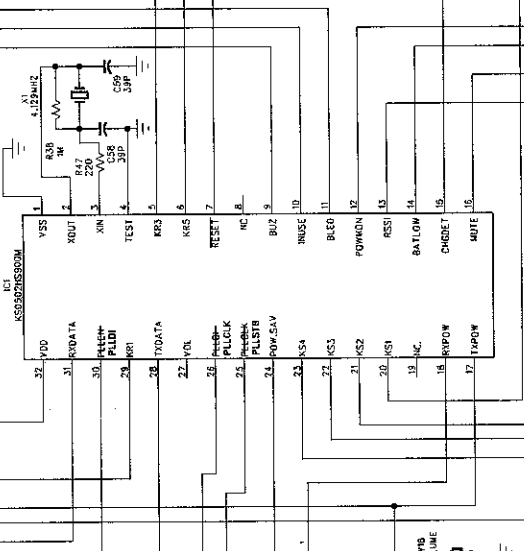 X1
4.129MHZ
C59
39P
R38
1M
R47
220
C58
39P
1
2
3
4
5
6
7
8
9
10
11
12
13
14
15
16
VSS
XOUT
XIN
TEST
KR3
KR5
RESET
NC
BUZ
INUSE
BLED
POWMON
RSSI
BATLOW
CHGDET
MUTE
IC1
VDD
RXDATA
PLLEN
PLLDI
KR1
TXDATA
VOL
PLLDI
PLLCLK
PLLCLK
PLLSTB
POW.SAV
KS4
KS3
KS2
KS1
NC
RXPOW
TXPOW
32
31
30
29
28
27
26
25
24
23
22
21
20
19
18
17